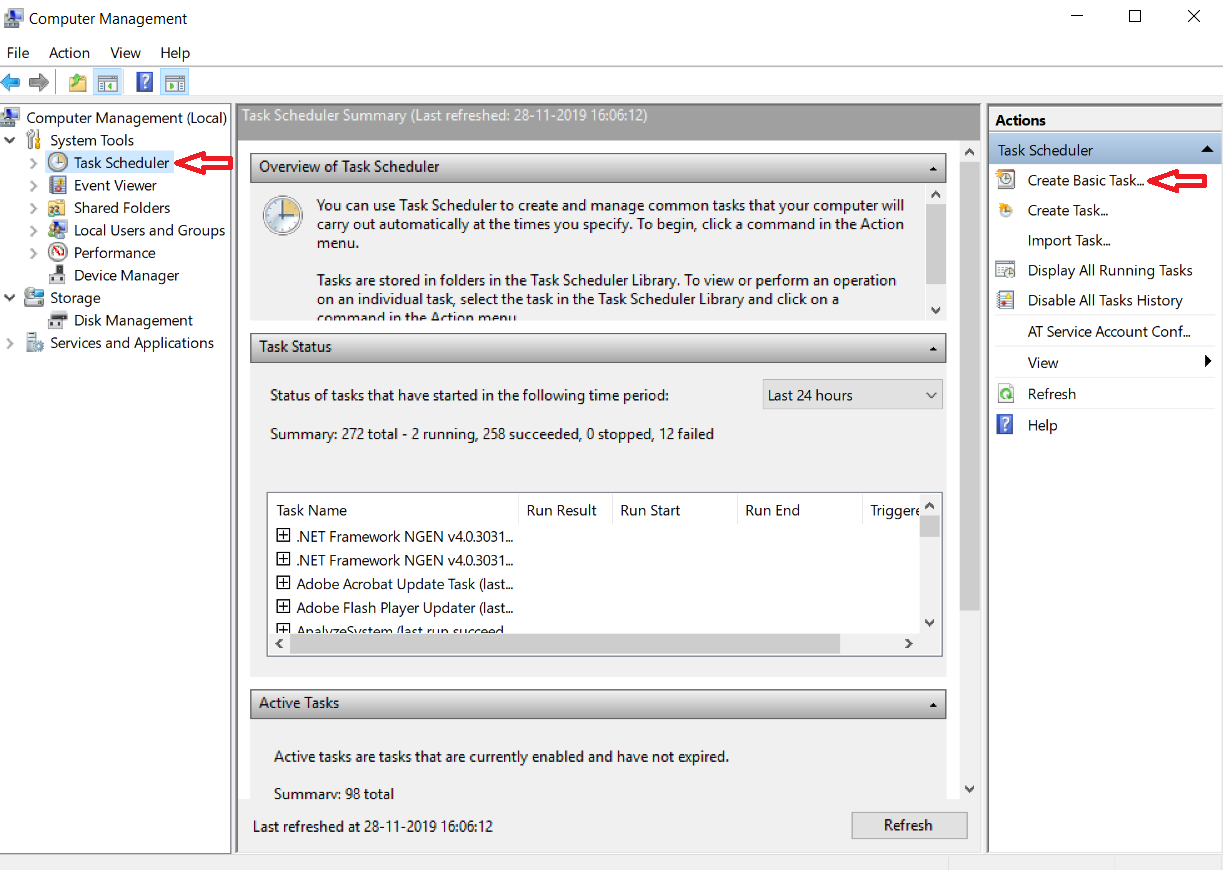 Computer Management
File Action View Help
Computer Management (Local)
System Tools
Task Scheduler
Event Viewer
Shared Folders
Local Users and Groups
Performance
Device Manager
Storage
Disk Management
Services and Applications
Task Scheduler Summary (Last refreshed: 28-11-2019 16:06:12)
Overview of Task Scheduler
You can use Task Scheduler to create and manage common tasks that your computer will
carry out automatically at the times you specify. To begin, click a command in the Action
menu.
Tasks are stored in folders in the Task Scheduler Library. To view or perform an operation
on an individual task, select the task in the Task Scheduler Library and click on a
command in the Action menu
Task Status
Status of tasks that have started in the following time period:
Last 24 hours
Summary: 272 total - 2 running, 258 succeeded, 0 stopped, 12 failed
Task Name Run Result Run Start Run End Triggere
.NET Framework NGEN v4.0.3031...
.NET Framework NGEN v4.0.3031...
Adobe Acrobat Update Task (last...
Adobe Flash Player Updater (last...
AnalyzeSystem (last run succeed
Active Tasks
Active tasks are tasks that are currently enabled and have not expired.
Summary: 98 total
Last refreshed at 28-11-2019 16:06:12
Refresh
Actions
Task Scheduler
Create Basic Task...
Create Task...
Import Task...
Display All Running Tasks
Disable All Tasks History
AT Service Account Conf...
View
Refresh
Help